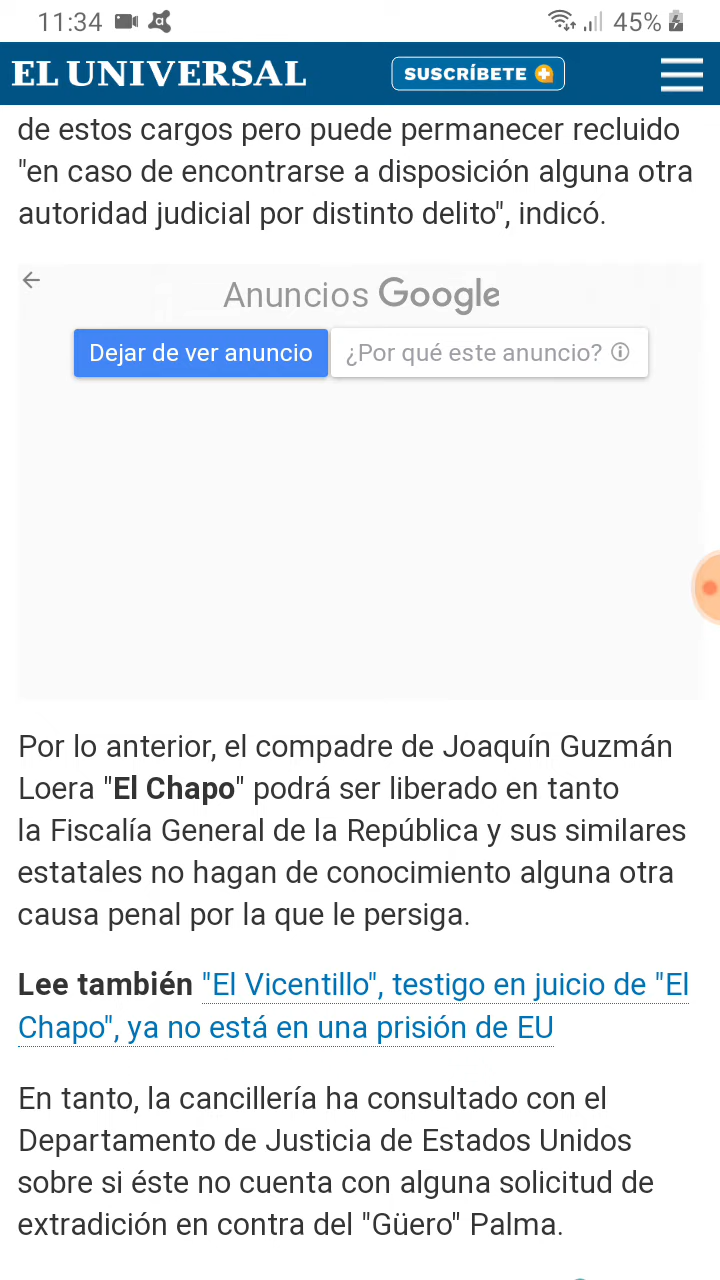 11:34 45%
EL UNIVERSAL SUSCRÍBETE
de estos cargos pero puede permanecer recluido
"en caso de encontrarse a disposición alguna otra
autoridad judicial por distinto delito", indicó.
Anuncios Google
Dejar de ver anuncio ¿Por qué este anuncio?
Por lo anterior, el compadre de Joaquín Guzmán
Loera "El Chapo" podrá ser liberado en tanto
la Fiscalía General de la República y sus similares
estatales no hagan de conocimiento alguna otra
causa penal por la que le persiga.
Lee también "El Vicentillo", testigo en juicio de "El
Chapo", ya no está en una prisión de EU
En tanto, la cancillería ha consultado con el
Departamento de Justicia de Estados Unidos
sobre si éste no cuenta con alguna solicitud de
extradición en contra del "Güero" Palma.